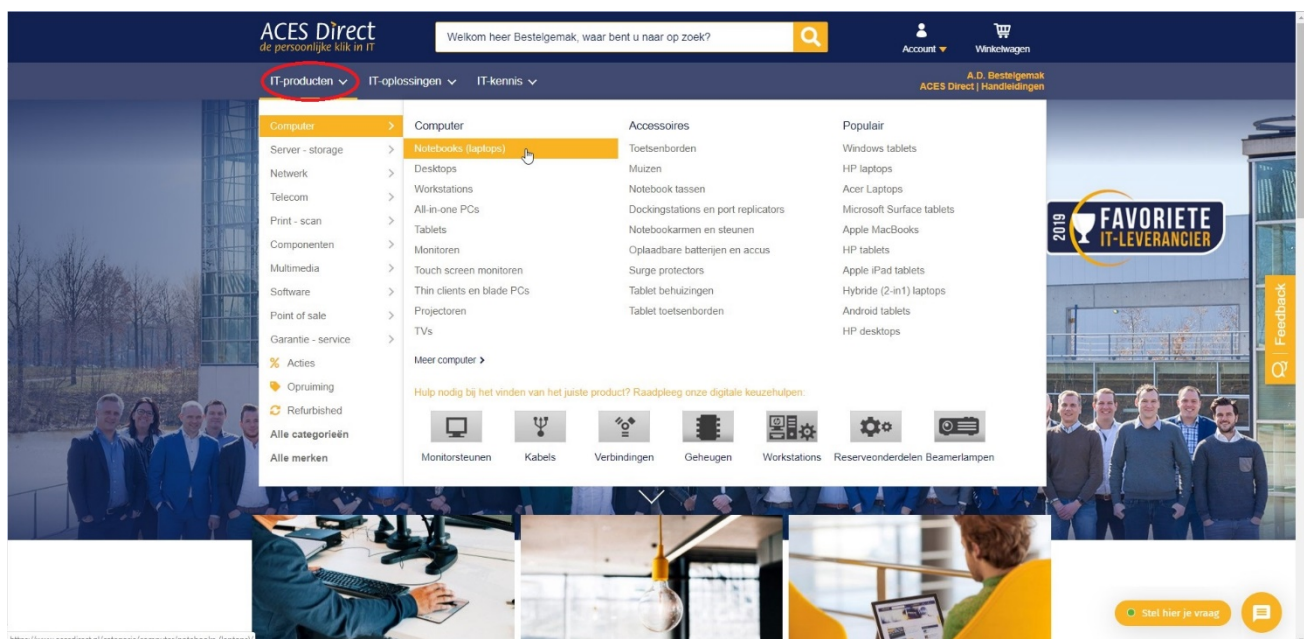 ACES Direct
de persoonlijke klik in IT
Welkom heer Bestelgemak, waar bent u naar op zoek?
Account
Winkelwagen
IT-producten
IT-oplossingen
IT-kennis
A.D. Bestelgemak
ACES Direct | Handleidingen
Computer
Server - storage
Netwerk
Telecom
Print - scan
Componenten
Multimedia
Software
Point of sale
Garantie - service
Acties
Opruiming
Refurbished
Alle categorieën
Alle merken
Computer
Notebooks (laptops)
Desktops
Workstations
All-in-one PCs
Tablets
Monitoren
Touch screen monitoren
Thin clients en blade PCs
Projectoren
TVs
Meer computer
Accessoires
Toetsenborden
Muizen
Notebook tassen
Dockingstations en port replicators
Notebookarmen en steunen
Oplaadbare batterijen en accus
Surge protectors
Tablet behuizingen
Tablet toetsenborden
Populair
Windows tablets
HP laptops
Acer Laptops
Microsoft Surface tablets
Apple MacBooks
HP tablets
Apple iPad tablets
Hybride (2-in1) laptops
Android tablets
HP desktops
Hulp nodig bij het vinden van het juiste product? Raadpleeg onze digitale keuzehulpen:
Monitorsteunen
Kabels
Verbindingen
Geheugen
Workstations
Reserveonderdelen
Beamerlampen
2019
FAVORIETE
IT-LEVERANCIER
Feedback
Stel hier je vraag